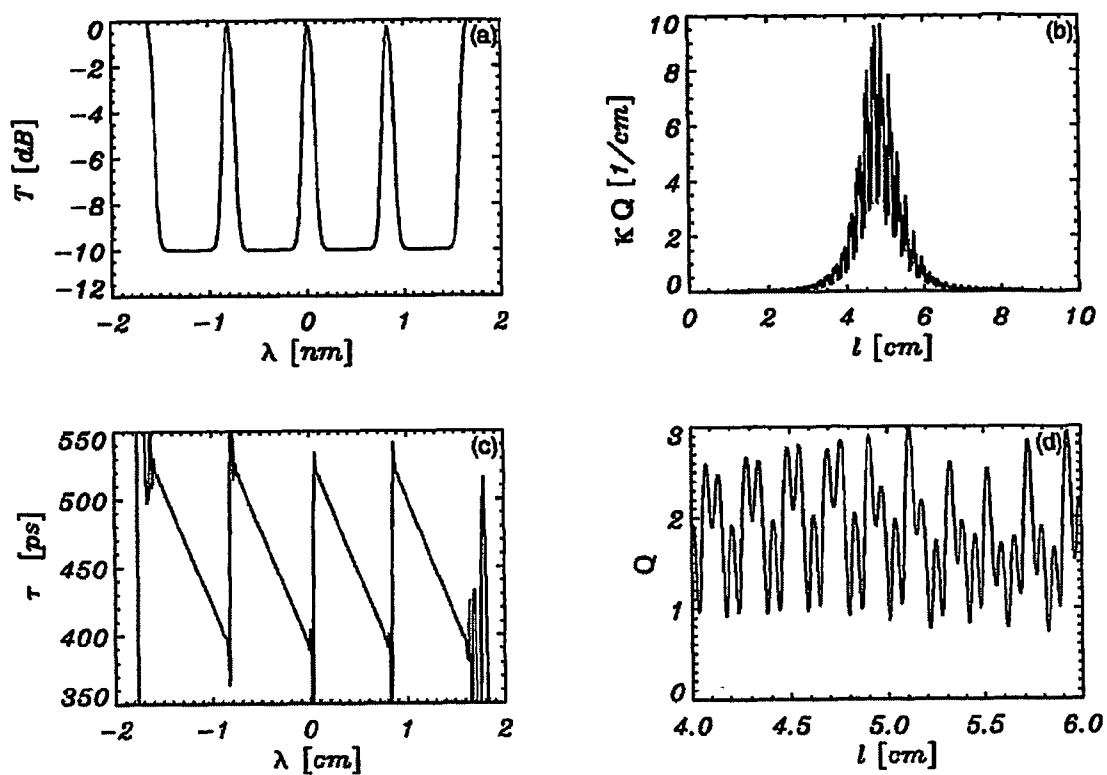 (a)
0
-2
-4
-6
-8
-10
-12
T [dB]
-2 -1 0 1 2
λ [nm]
(b)
10
8
6
4
2
0
κ Q [1/cm]
0 2 4 6 8 10
l [cm]
(c)
550
500
450
400
350
τ [ps]
-2 -1 0 1 2
λ [cm]
(d)
3
2
1
0
Q
4.0 4.5 5.0 5.5 6.0
l [cm]